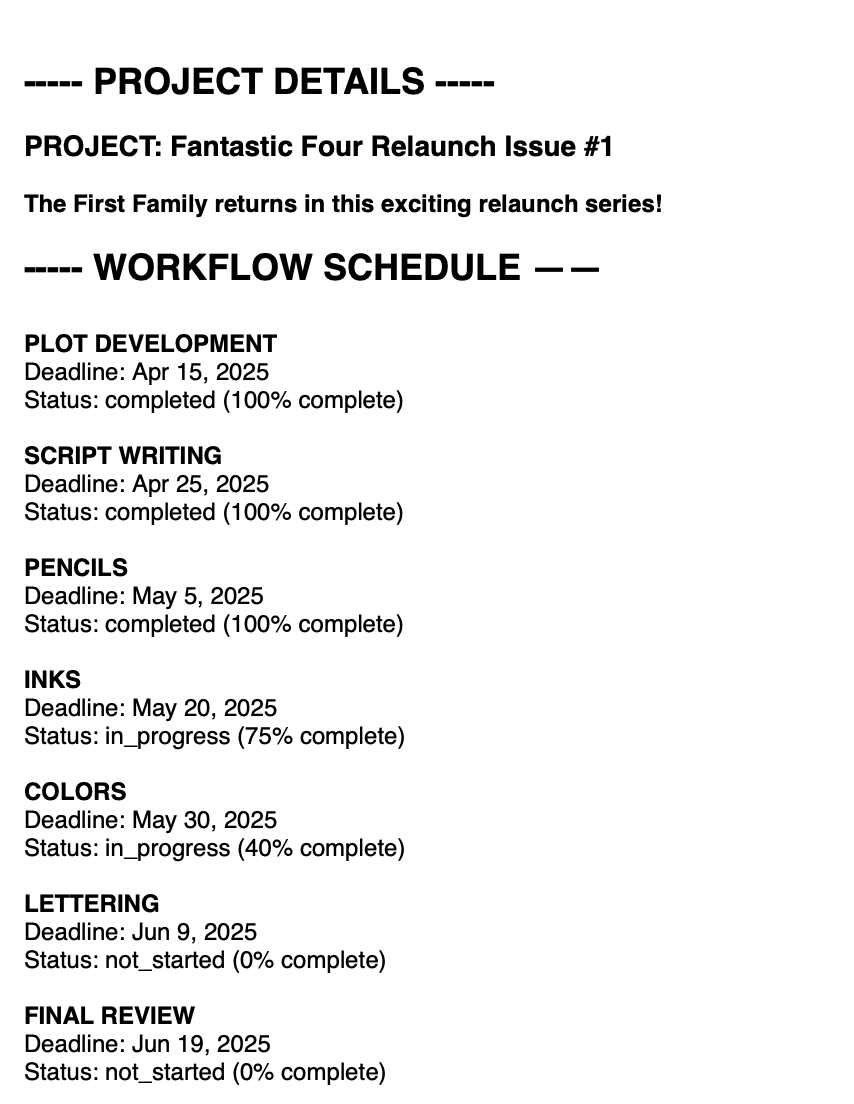 ----- PROJECT DETAILS -----
PROJECT: Fantastic Four Relaunch Issue #1
The First Family returns in this exciting relaunch series!
----- WORKFLOW SCHEDULE — —
PLOT DEVELOPMENT
Deadline: Apr 15, 2025
Status: completed (100% complete)
SCRIPT WRITING
Deadline: Apr 25, 2025
Status: completed (100% complete)
PENCILS
Deadline: May 5, 2025
Status: completed (100% complete)
INKS
Deadline: May 20, 2025
Status: in_progress (75% complete)
COLORS
Deadline: May 30, 2025
Status: in_progress (40% complete)
LETTERING
Deadline: Jun 9, 2025
Status: not_started (0% complete)
FINAL REVIEW
Deadline: Jun 19, 2025
Status: not_started (0% complete)